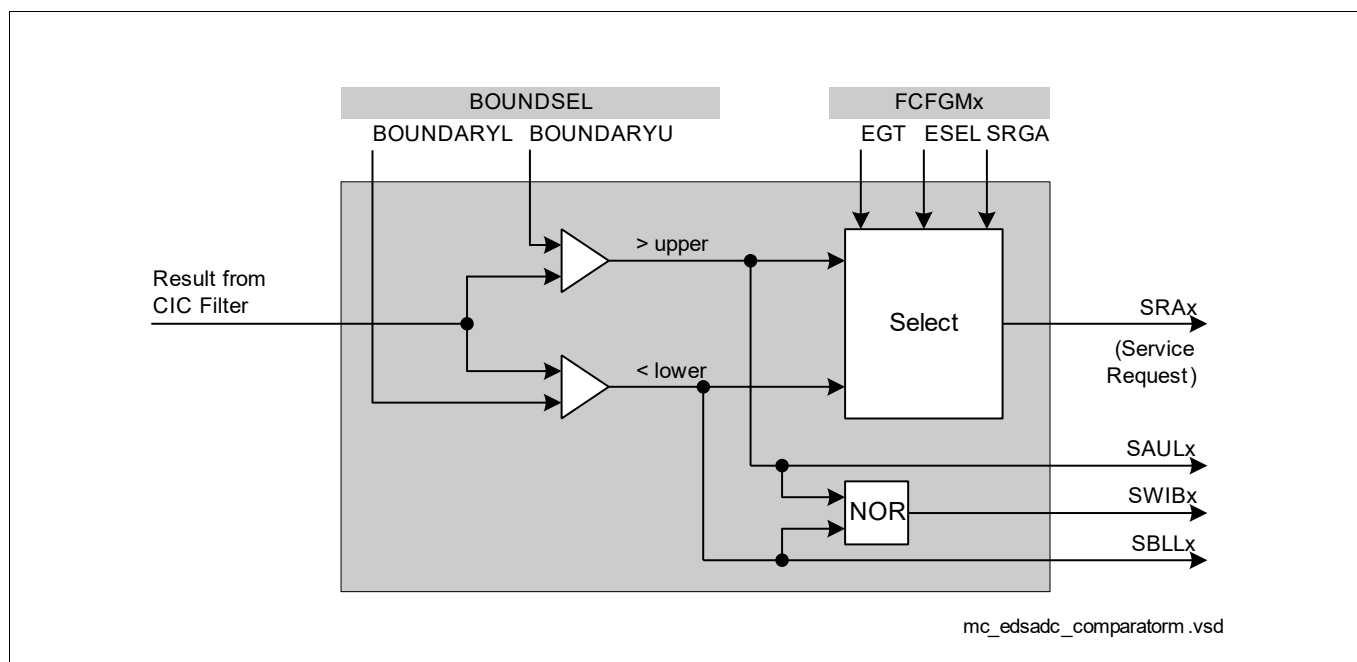 BOUNDSEL
FCFGMx
BOUNDARYL BOUNDARYU
EGT ESEL SRGA
> upper
Result from
CIC Filter
Select
SRAx
(Service
Request)
< lower
SAULx
NOR
SWIBx
SBLLx
mc_edsadc_comparatorm.vsd